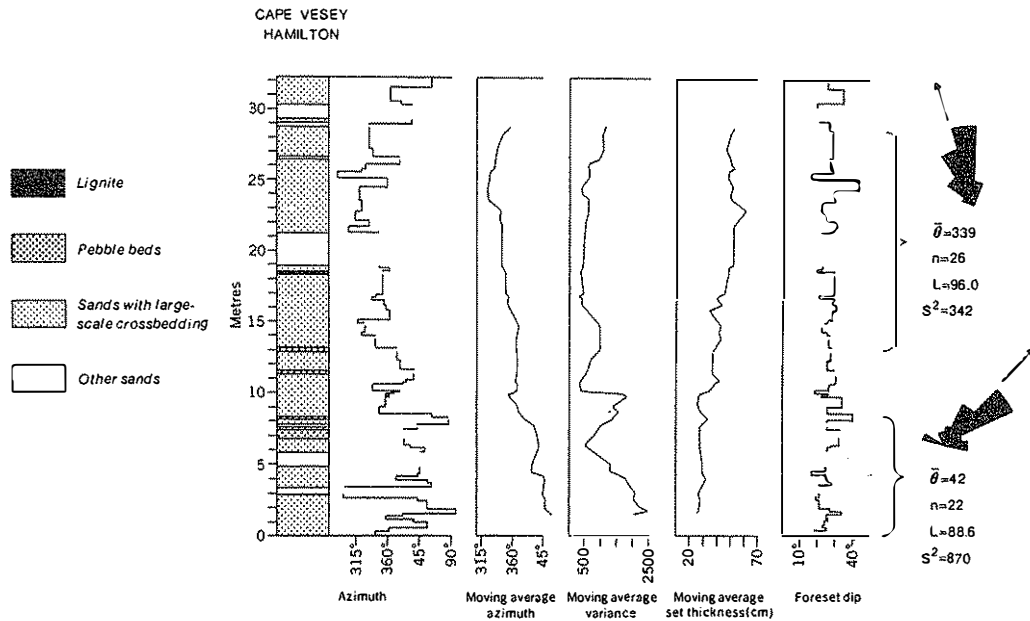 CAPE VESEY
HAMILTON
Lignite
Pebble beds
Sands with large-
scale crossbedding
Other sands
Metres
30
25
20
15
10
5
0
315°
360°
45°
90°
Azimuth
360°
45°
Moving average
azimuth
500
2500
Moving average
variance
20
70
Moving average
set thickness(cm)
10°
40°
Foreset dip
θ̄=339
n=26
L=96.0
S²=342
θ̄=42
n=22
L=88.6
S²=870